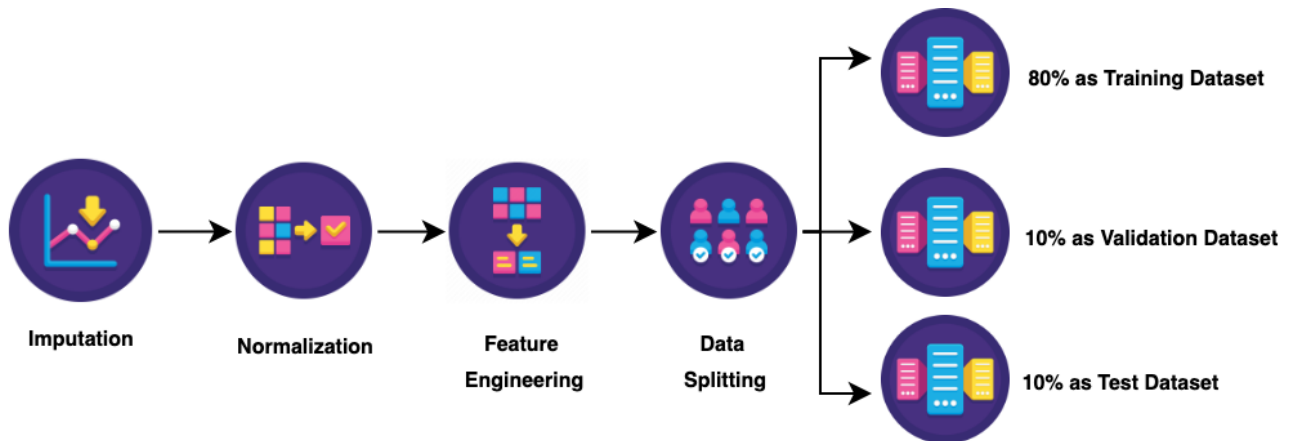 Imputation
Normalization
Feature
Engineering
Data
Splitting
80% as Training Dataset
10% as Validation Dataset
10% as Test Dataset